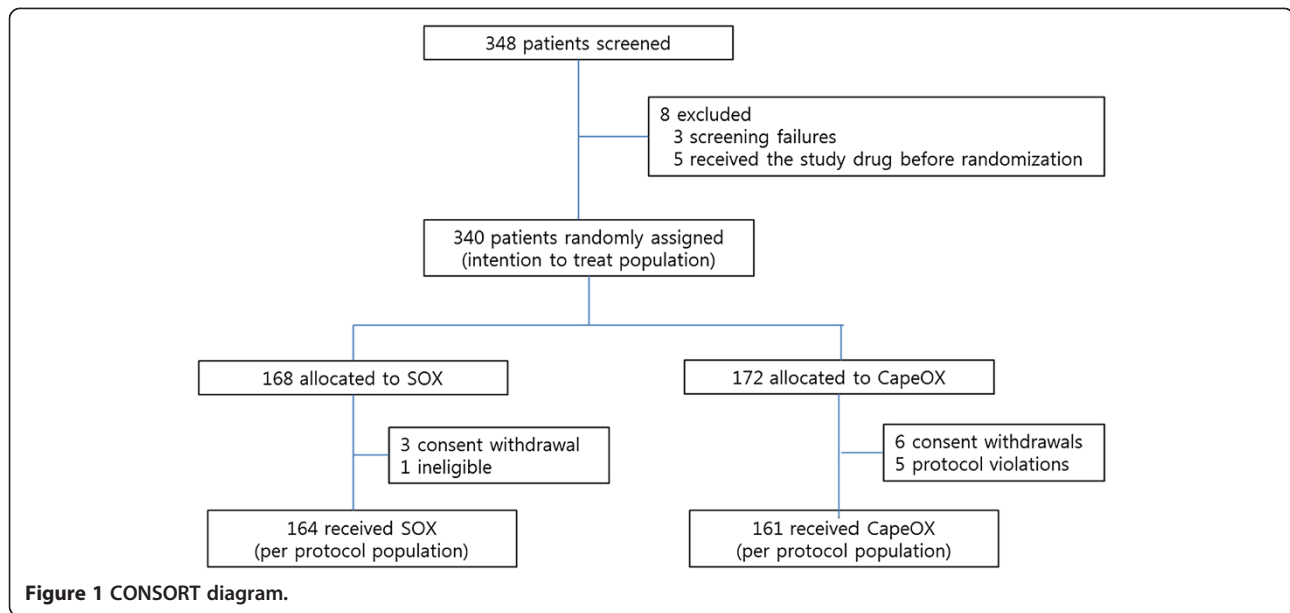 348 patients screened
8 excluded
3 screening failures
5 received the study drug before randomization
340 patients randomly assigned
(intention to treat population)
168 allocated to SOX
172 allocated to CapeOX
3 consent withdrawal
1 ineligible
6 consent withdrawals
5 protocol violations
164 received SOX
(per protocol population)
161 received CapeOX
(per protocol population)
Figure 1 CONSORT diagram.